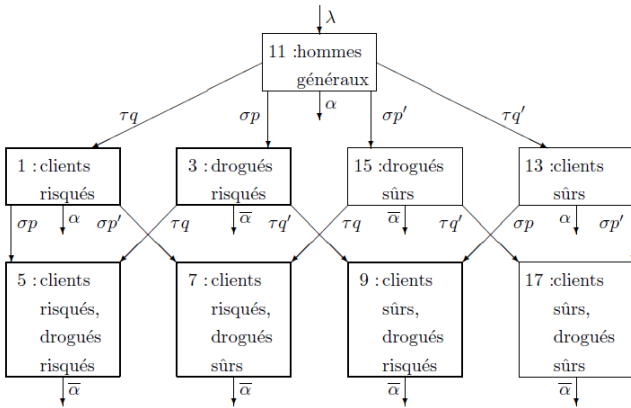 λ
11 :hommes
généraux
τq
σp
α
σp′
τq′
1 : clients
risqués
3 : drogués
risqués
15 :drogués
sûrs
13 :clients
sûrs
σp α σp′ τq α̅ τq′ τq α̅ τq′ σp α σp′
5 : clients
risqués,
drogués
risqués
7 : clients
risqués,
drogués
sûrs
9 : clients
sûrs,
drogués
risqués
17 :clients
sûrs,
drogués
sûrs
α̅ α̅ α̅ α̅